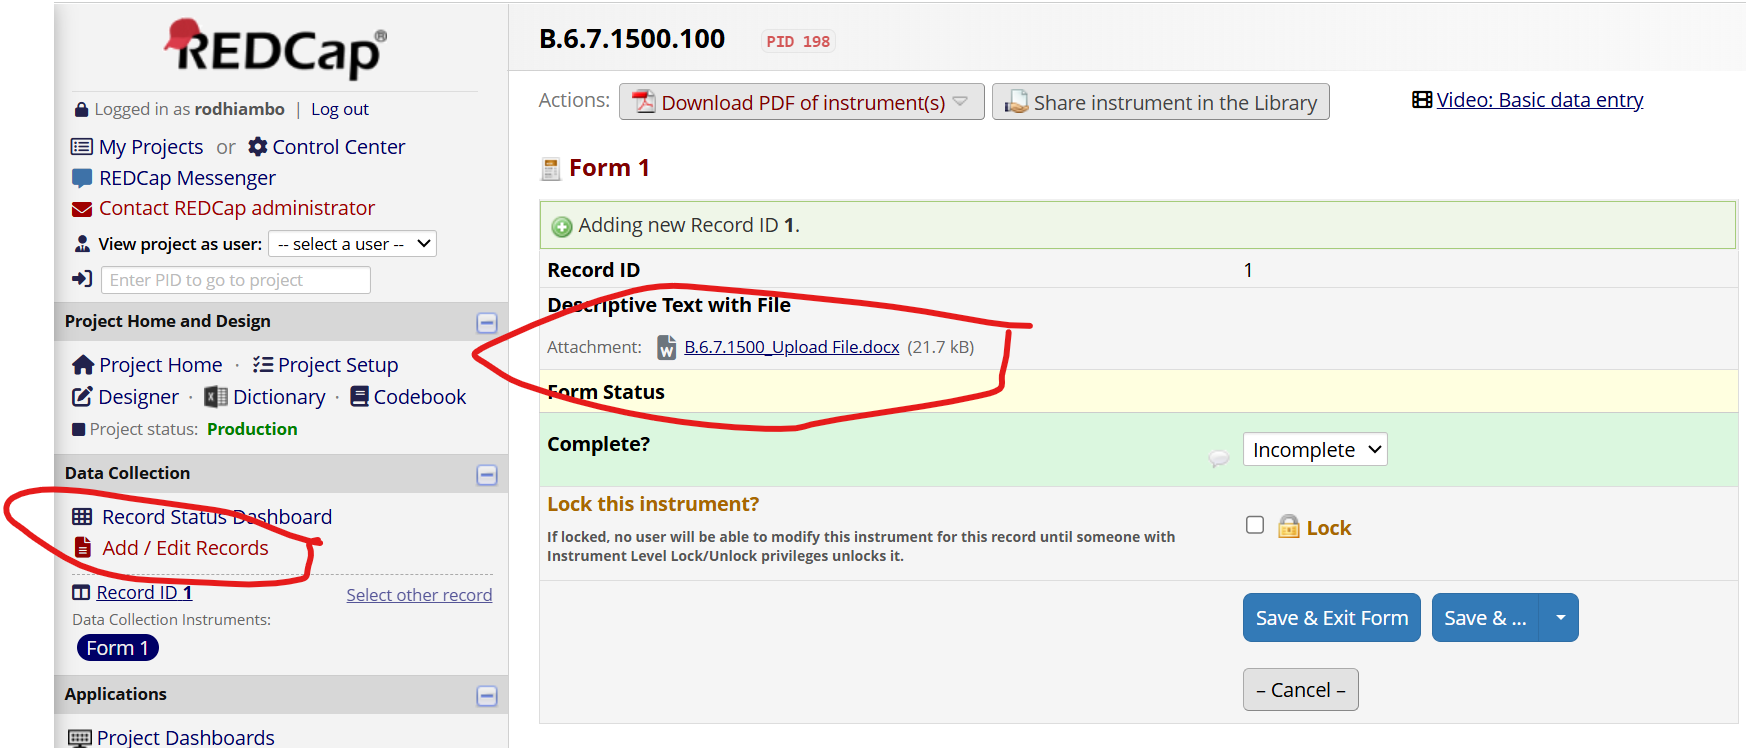 REDCap®
Logged in as rodhiambo | Log out
My Projects or Control Center
REDCap Messenger
Contact REDCap administrator
View project as user: -- select a user --
Enter PID to go to project
Project Home and Design
Project Home · Project Setup
Designer · Dictionary · Codebook
Project status: Production
Data Collection
Record Status Dashboard
Add / Edit Records
Record ID 1 Select other record
Data Collection Instruments:
Form 1
Applications
Project Dashboards
B.6.7.1500.100 PID 198
Actions: Download PDF of instrument(s) Share instrument in the Library Video: Basic data entry
Form 1
Adding new Record ID 1.
Record ID 1
Descriptive Text with File
Attachment: B.6.7.1500_Upload File.docx (21.7 kB)
Form Status
Complete? Incomplete
Lock this instrument?
If locked, no user will be able to modify this instrument for this record until someone with
Instrument Level Lock/Unlock privileges unlocks it.
Lock
Save & Exit Form Save & ...
– Cancel –